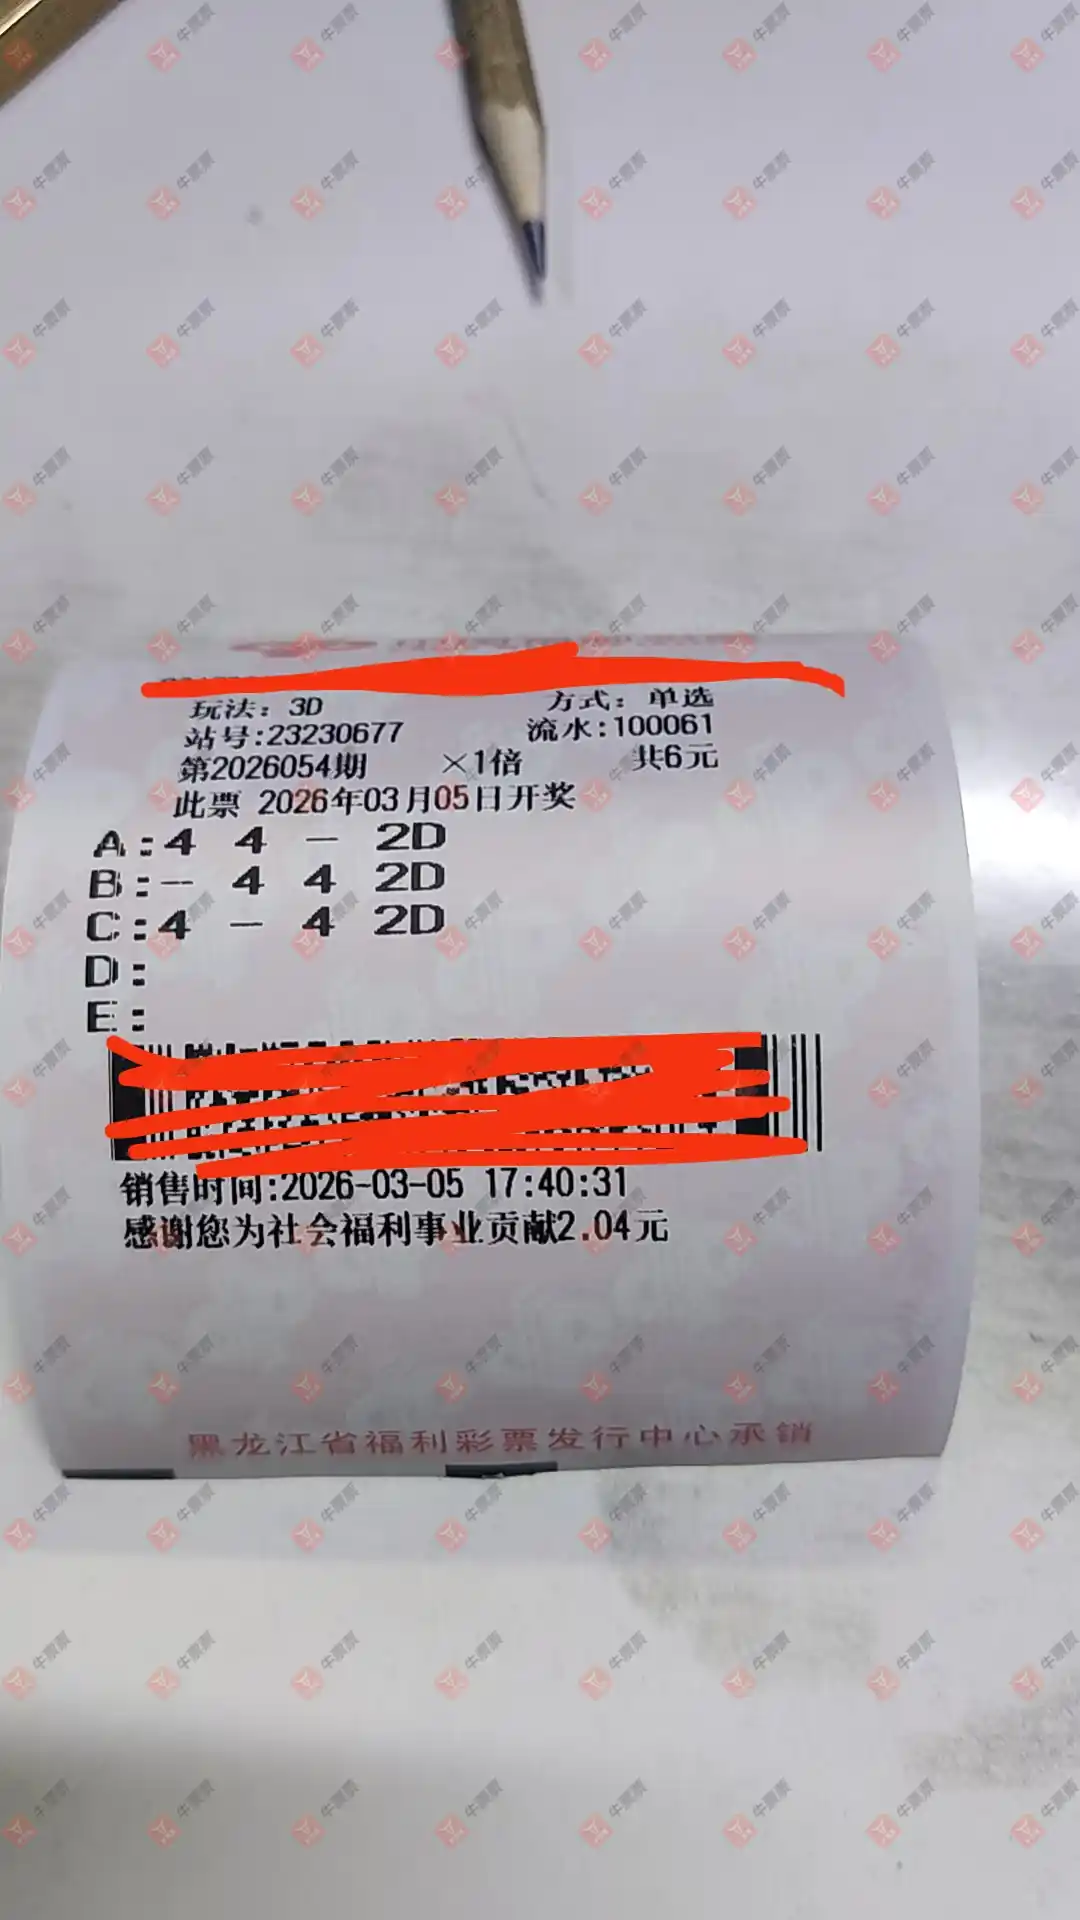 玩法：3D 方式：单选
站号:23230677 流水:100061
第2026054期 ×1倍 共6元
此票 2026年03月05日开奖
A:4 4 - 2D
B:- 4 4 2D
C:4 - 4 2D
D:
E:
销售时间:2026-03-05 17:40:31
感谢您为社会福利事业贡献2.04元
黑龙江省福利彩票发行中心承销
牛票票